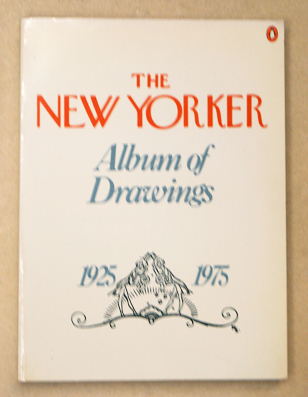 THE
NEW YORKER
Album of
Drawings
1925 1975